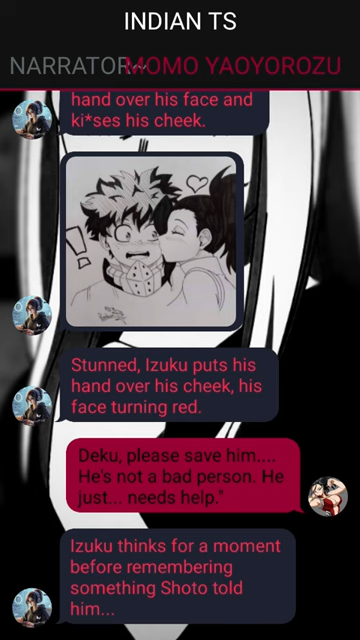 INDIAN TS
NARRATOR
MOMO YAOYOROZU
hand over his face and
ki*ses his cheek.
Stunned, Izuku puts his
hand over his cheek, his
face turning red.
Deku, please save him....
He's not a bad person. He
just... needs help."
Izuku thinks for a moment
before remembering
something Shoto told
him...